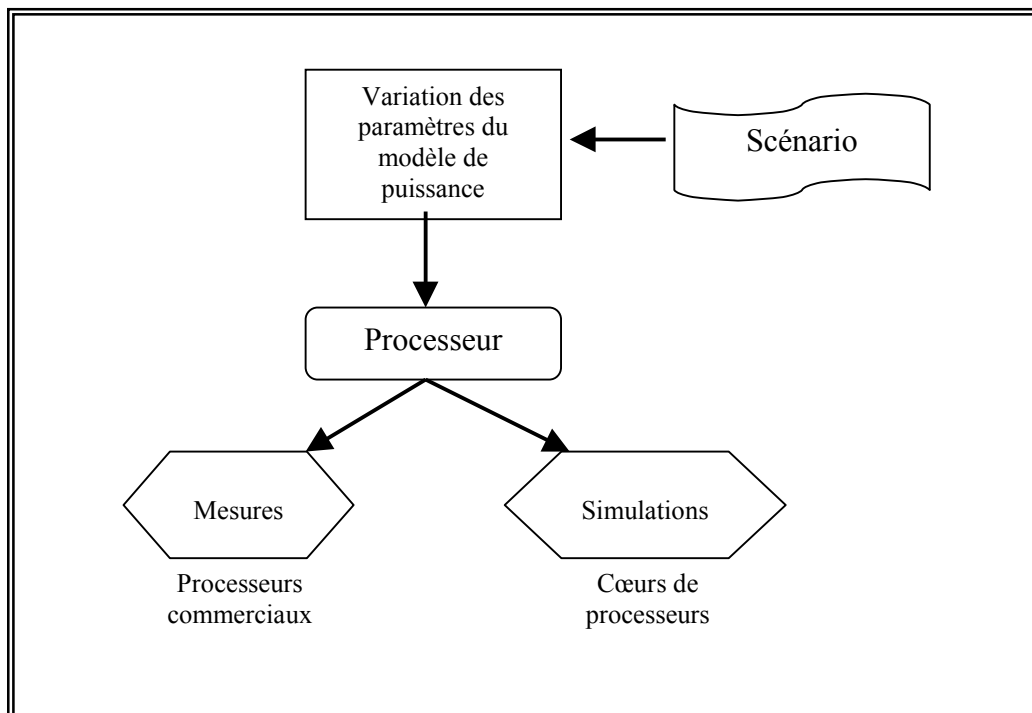 Variation des
paramètres du
modèle de
puissance
Scénario
Processeur
Mesures
Simulations
Processeurs
commerciaux
Cœurs de
processeurs